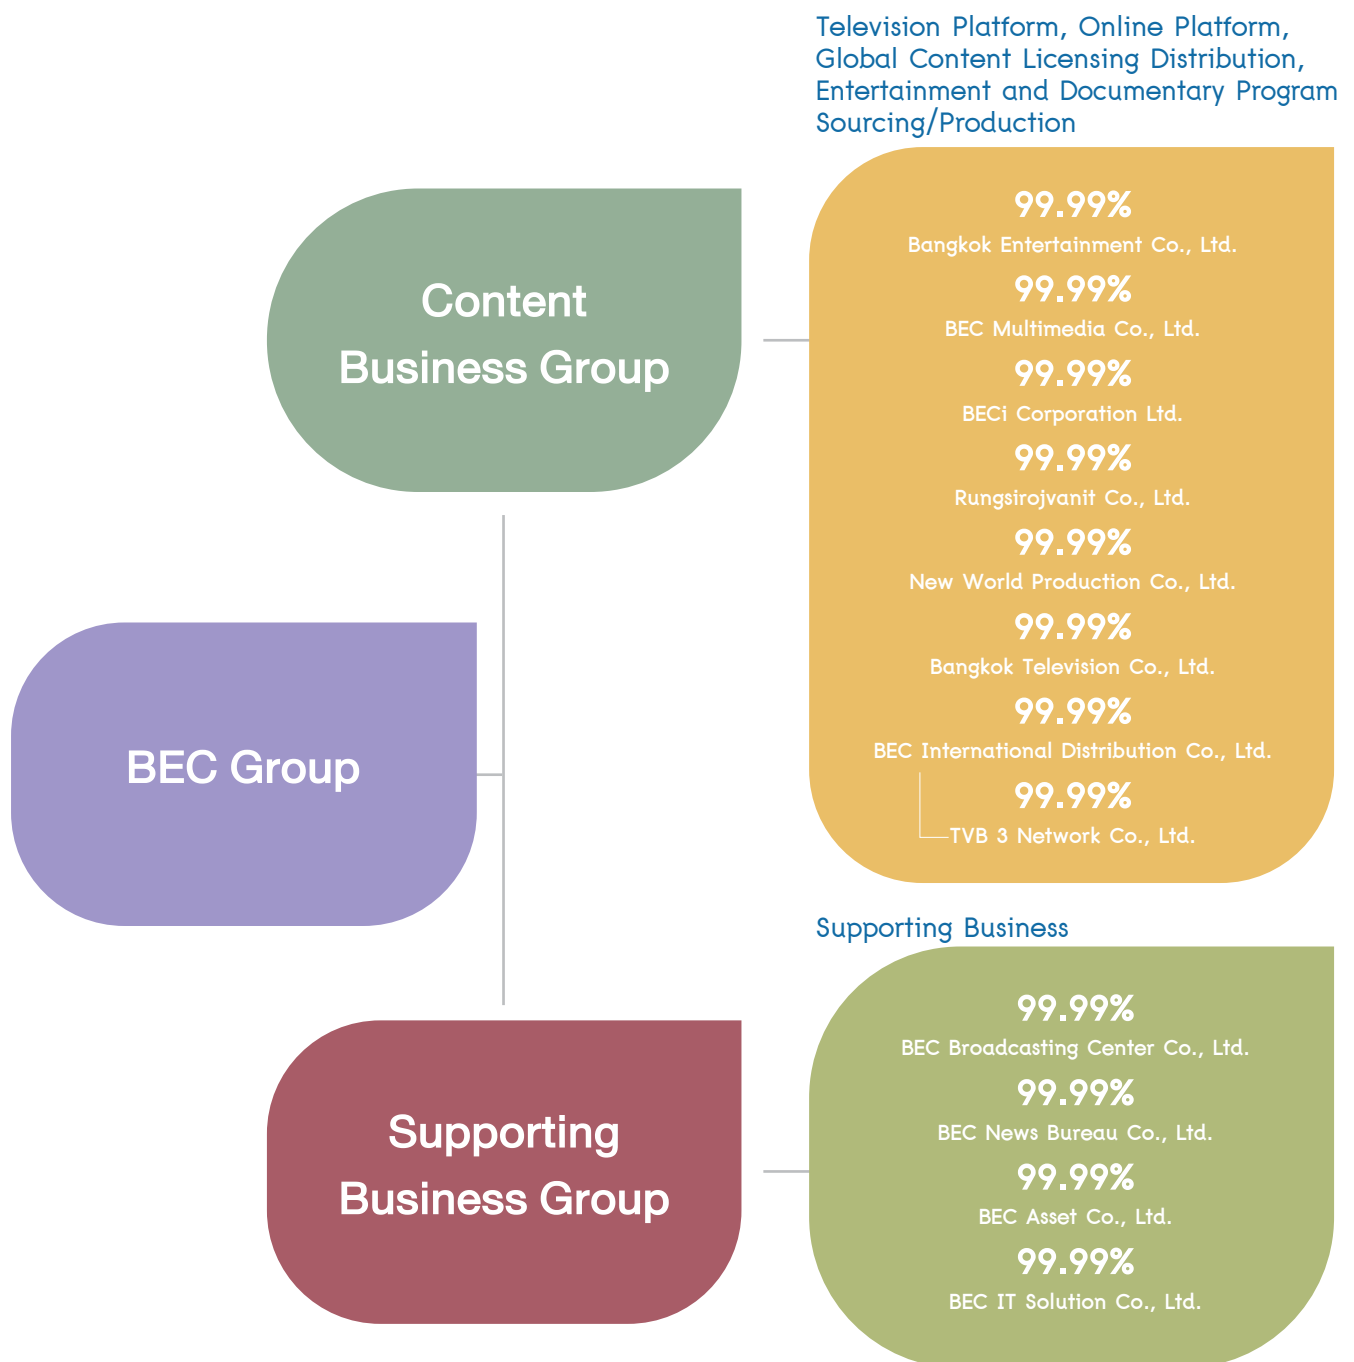 Television Platform, Online Platform,
Global Content Licensing Distribution,
Entertainment and Documentary Program
Sourcing/Production
Content
Business Group
99.99%
Bangkok Entertainment Co., Ltd.
99.99%
BEC Multimedia Co., Ltd.
99.99%
BECi Corporation Ltd.
99.99%
Rungsirojvanit Co., Ltd.
99.99%
New World Production Co., Ltd.
99.99%
Bangkok Television Co., Ltd.
99.99%
BEC International Distribution Co., Ltd.
99.99%
TVB 3 Network Co., Ltd.
BEC Group
Supporting Business
Supporting
Business Group
99.99%
BEC Broadcasting Center Co., Ltd.
99.99%
BEC News Bureau Co., Ltd.
99.99%
BEC Asset Co., Ltd.
99.99%
BEC IT Solution Co., Ltd.